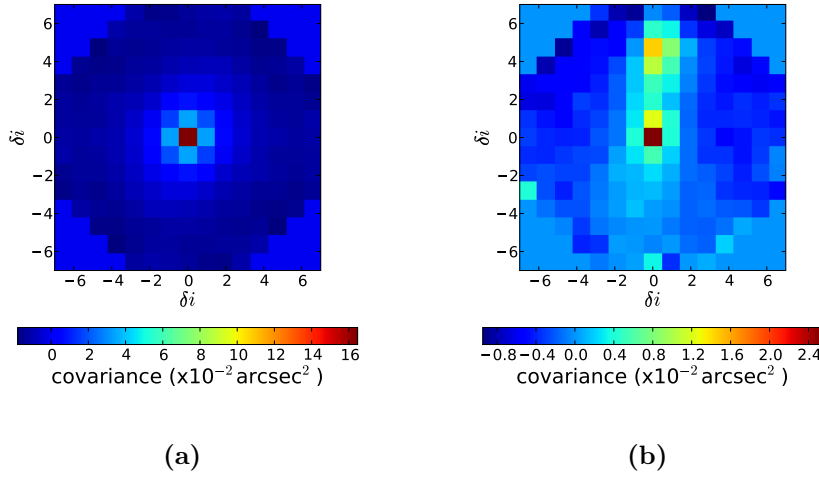 6
4
2
0
−2
−4
−6
δi
−6 −4 −2 0 2 4 6
δi
0 2 4 6 8 10 12 14 16
covariance (x10⁻² arcsec² )
(a)
6
4
2
0
−2
−4
−6
δi
−6 −4 −2 0 2 4 6
δi
−0.8 −0.4 0.0 0.4 0.8 1.2 1.6 2.0 2.4
covariance (x10⁻² arcsec² )
(b)